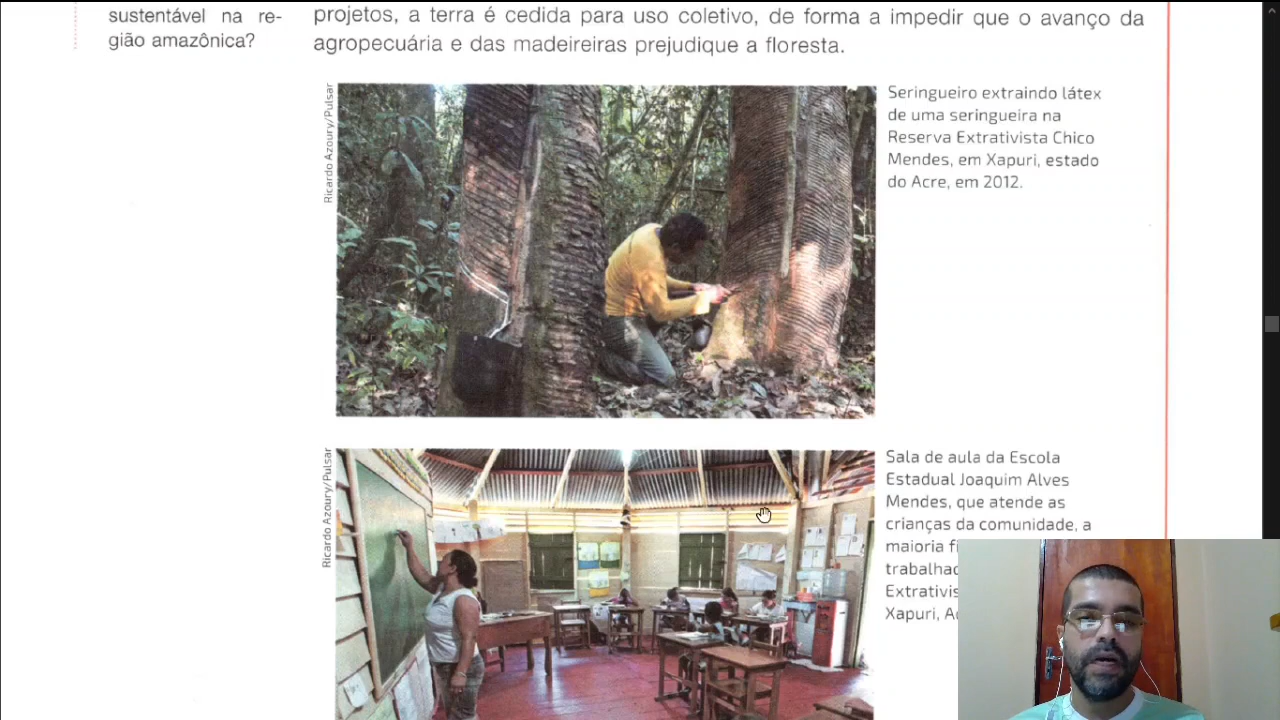 sustentável na re-
gião amazônica?
projetos, a terra é cedida para uso coletivo, de forma a impedir que o avanço da
agropecuária e das madeireiras prejudique a floresta.
Ricardo Azoury/Pulsar
Seringueiro extraindo látex
de uma seringueira na
Reserva Extrativista Chico
Mendes, em Xapuri, estado
do Acre, em 2012.
Ricardo Azoury/Pulsar
Sala de aula da Escola
Estadual Joaquim Alves
Mendes, que atende as
crianças da comunidade, a
maioria
Xapuri,